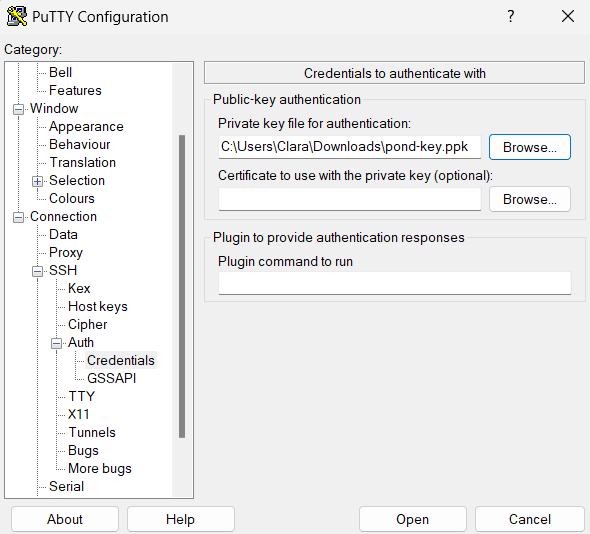 PuTTY Configuration
?
Category:
Bell
Features
Window
Appearance
Behaviour
Translation
Selection
Colours
Connection
Data
Proxy
SSH
Kex
Host keys
Cipher
Auth
Credentials
GSSAPI
TTY
X11
Tunnels
Bugs
More bugs
Serial
Credentials to authenticate with
Public-key authentication
Private key file for authentication:
C:\Users\Clara\Downloads\pond-key.ppk Browse...
Certificate to use with the private key (optional):
Browse...
Plugin to provide authentication responses
Plugin command to run
About Help Open Cancel